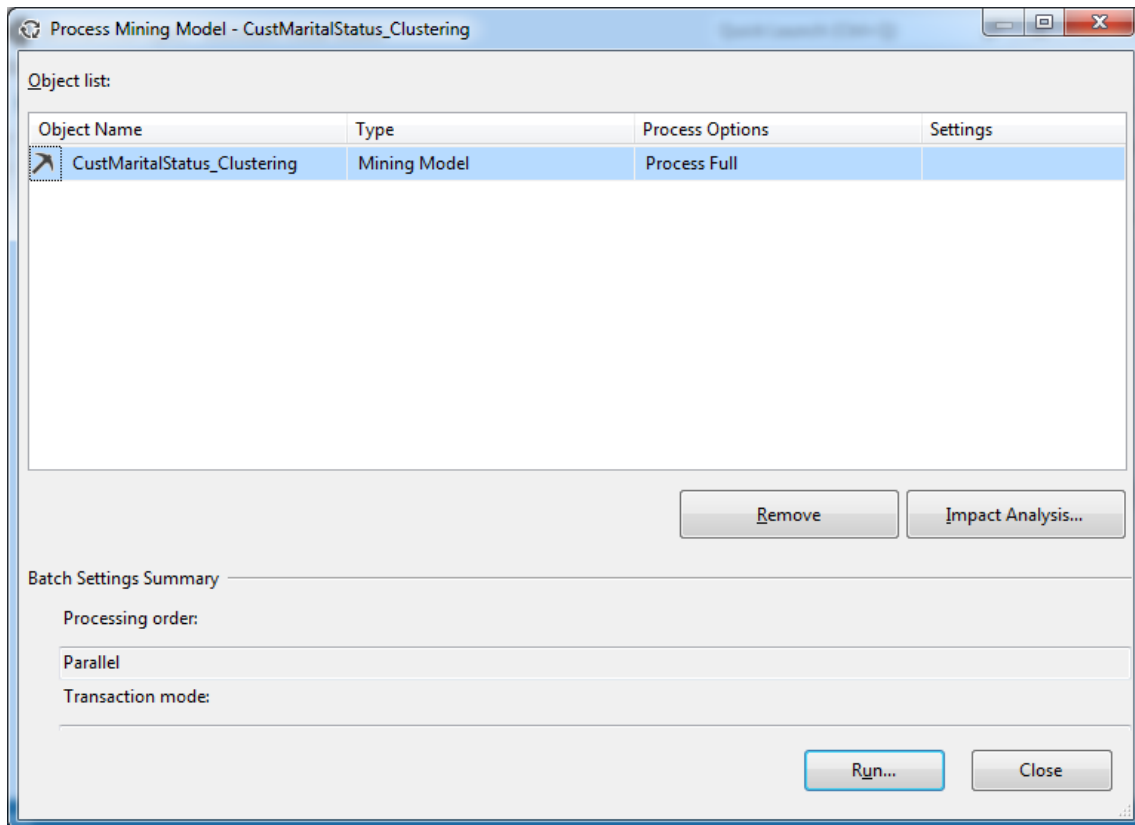 Process Mining Model - CustMaritalStatus_Clustering
Object list:
Object Name Type Process Options Settings
CustMaritalStatus_Clustering Mining Model Process Full
Remove Impact Analysis...
Batch Settings Summary
Processing order:
Parallel
Transaction mode:
Run... Close